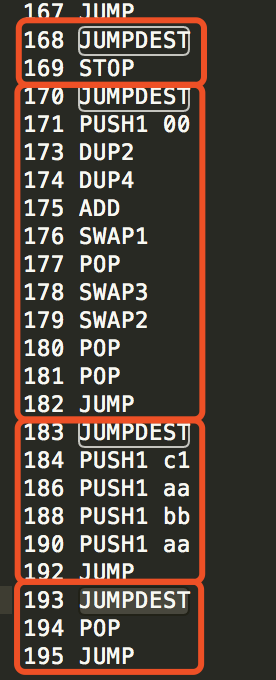 167 JUMP
168 JUMPDEST
169 STOP
170 JUMPDEST
171 PUSH1 00
173 DUP2
174 DUP4
175 ADD
176 SWAP1
177 POP
178 SWAP3
179 SWAP2
180 POP
181 POP
182 JUMP
183 JUMPDEST
184 PUSH1 c1
186 PUSH1 aa
188 PUSH1 bb
190 PUSH1 aa
192 JUMP
193 JUMPDEST
194 POP
195 JUMP